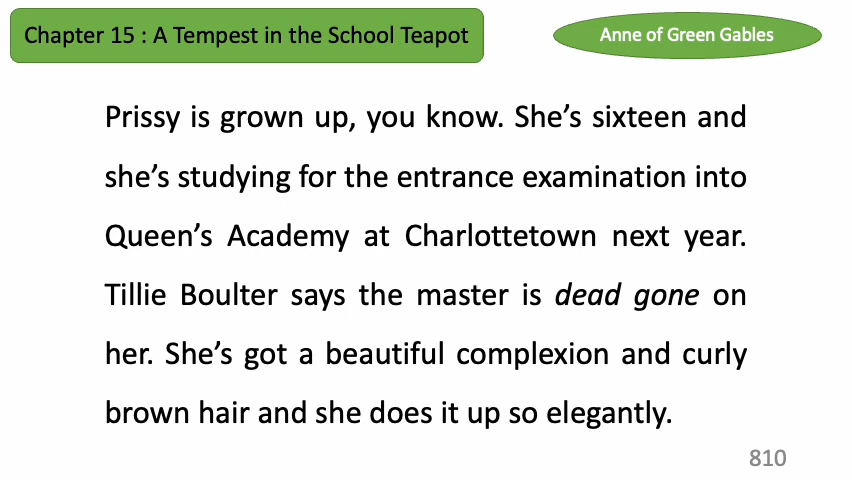 Chapter 15 : A Tempest in the School Teapot
Anne of Green Gables
Prissy is grown up, you know. She’s sixteen and
she’s studying for the entrance examination into
Queen’s Academy at Charlottetown next year.
Tillie Boulter says the master is dead gone on
her. She’s got a beautiful complexion and curly
brown hair and she does it up so elegantly.
810